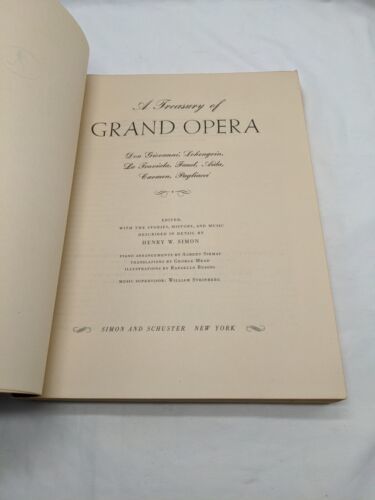 A Treasury of
GRAND OPERA
Don Giovanni, Lohengrin,
La Traviata, Faust, Aïda,
Carmen, Pagliacci
EDITED,
WITH THE STORIES, HISTORY, AND MUSIC
DESCRIBED IN DETAIL BY
HENRY W. SIMON
PIANO ARRANGEMENTS BY ALBERT SIRMAY
TRANSLATIONS BY GEORGE MEAD
ILLUSTRATIONS BY RAFAELLO BUSONI
MUSIC SUPERVISOR: WILLIAM STEINBERG
SIMON AND SCHUSTER NEW YORK